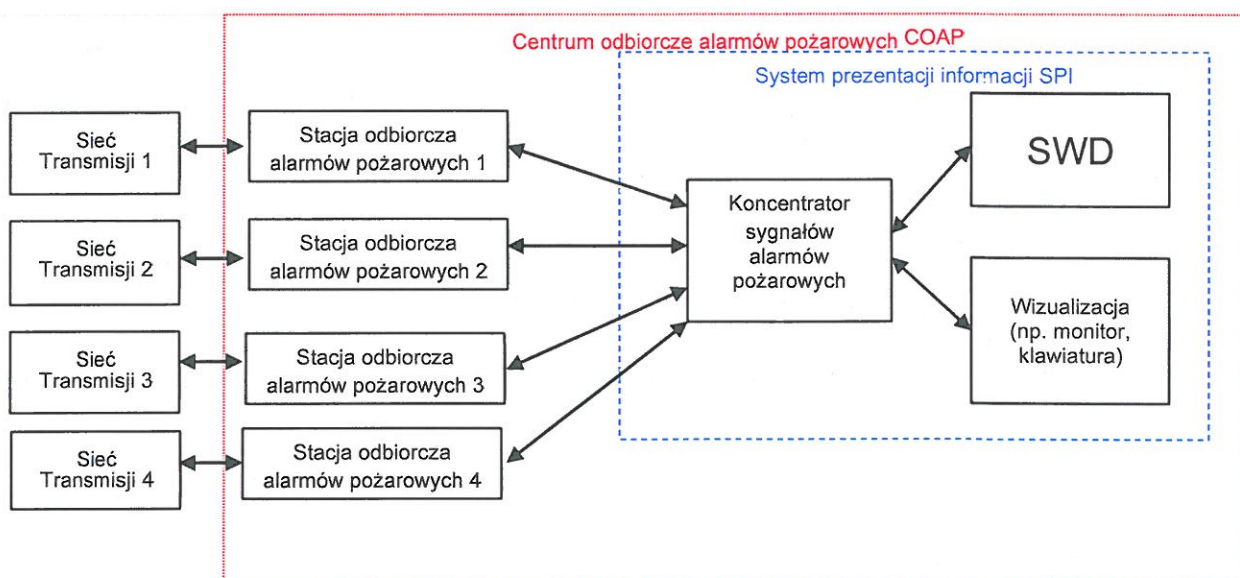 Centrum odbiorcze alarmów pożarowych COAP
System prezentacji informacji SPI
Sieć
Transmisji 1
Stacja odbiorcza
alarmów pożarowych 1
SWD
Sieć
Transmisji 2
Stacja odbiorcza
alarmów pożarowych 2
Koncentrator
sygnałów
alarmów
pożarowych
Wizualizacja
(np. monitor,
klawiatura)
Sieć
Transmisji 3
Stacja odbiorcza
alarmów pożarowych 3
Sieć
Transmisji 4
Stacja odbiorcza
alarmów pożarowych 4